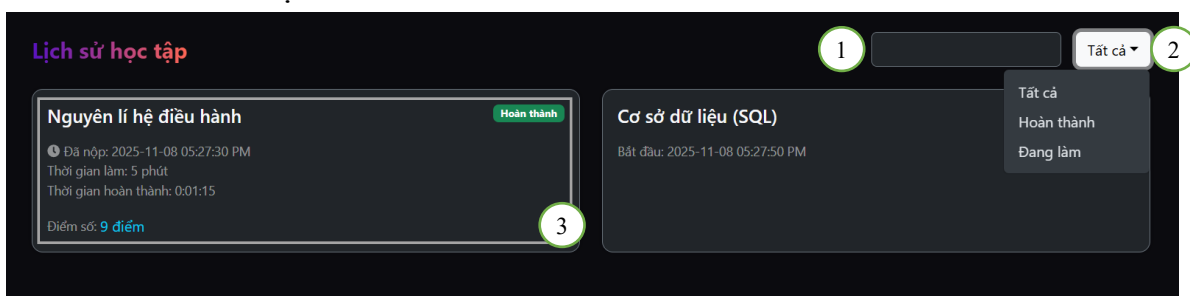 Lịch sử học tập
1
Tất cả
2
Tất cả
Hoàn thành
Đang làm
Nguyên lí hệ điều hành
Hoàn thành
Đã nộp: 2025-11-08 05:27:30 PM
Thời gian làm: 5 phút
Thời gian hoàn thành: 0:01:15
Điểm số: 9 điểm
3
Cơ sở dữ liệu (SQL)
Bắt đầu: 2025-11-08 05:27:50 PM